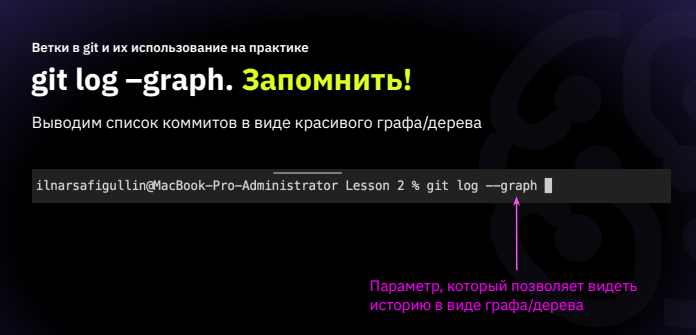 Ветки в git и их использование на практике
git log –graph. Запомнить!
Выводим список коммитов в виде красивого графа/дерева
ilnarsafigullin@MacBook-Pro-Administrator Lesson 2 % git log --graph
Параметр, который позволяет видеть
историю в виде графа/дерева